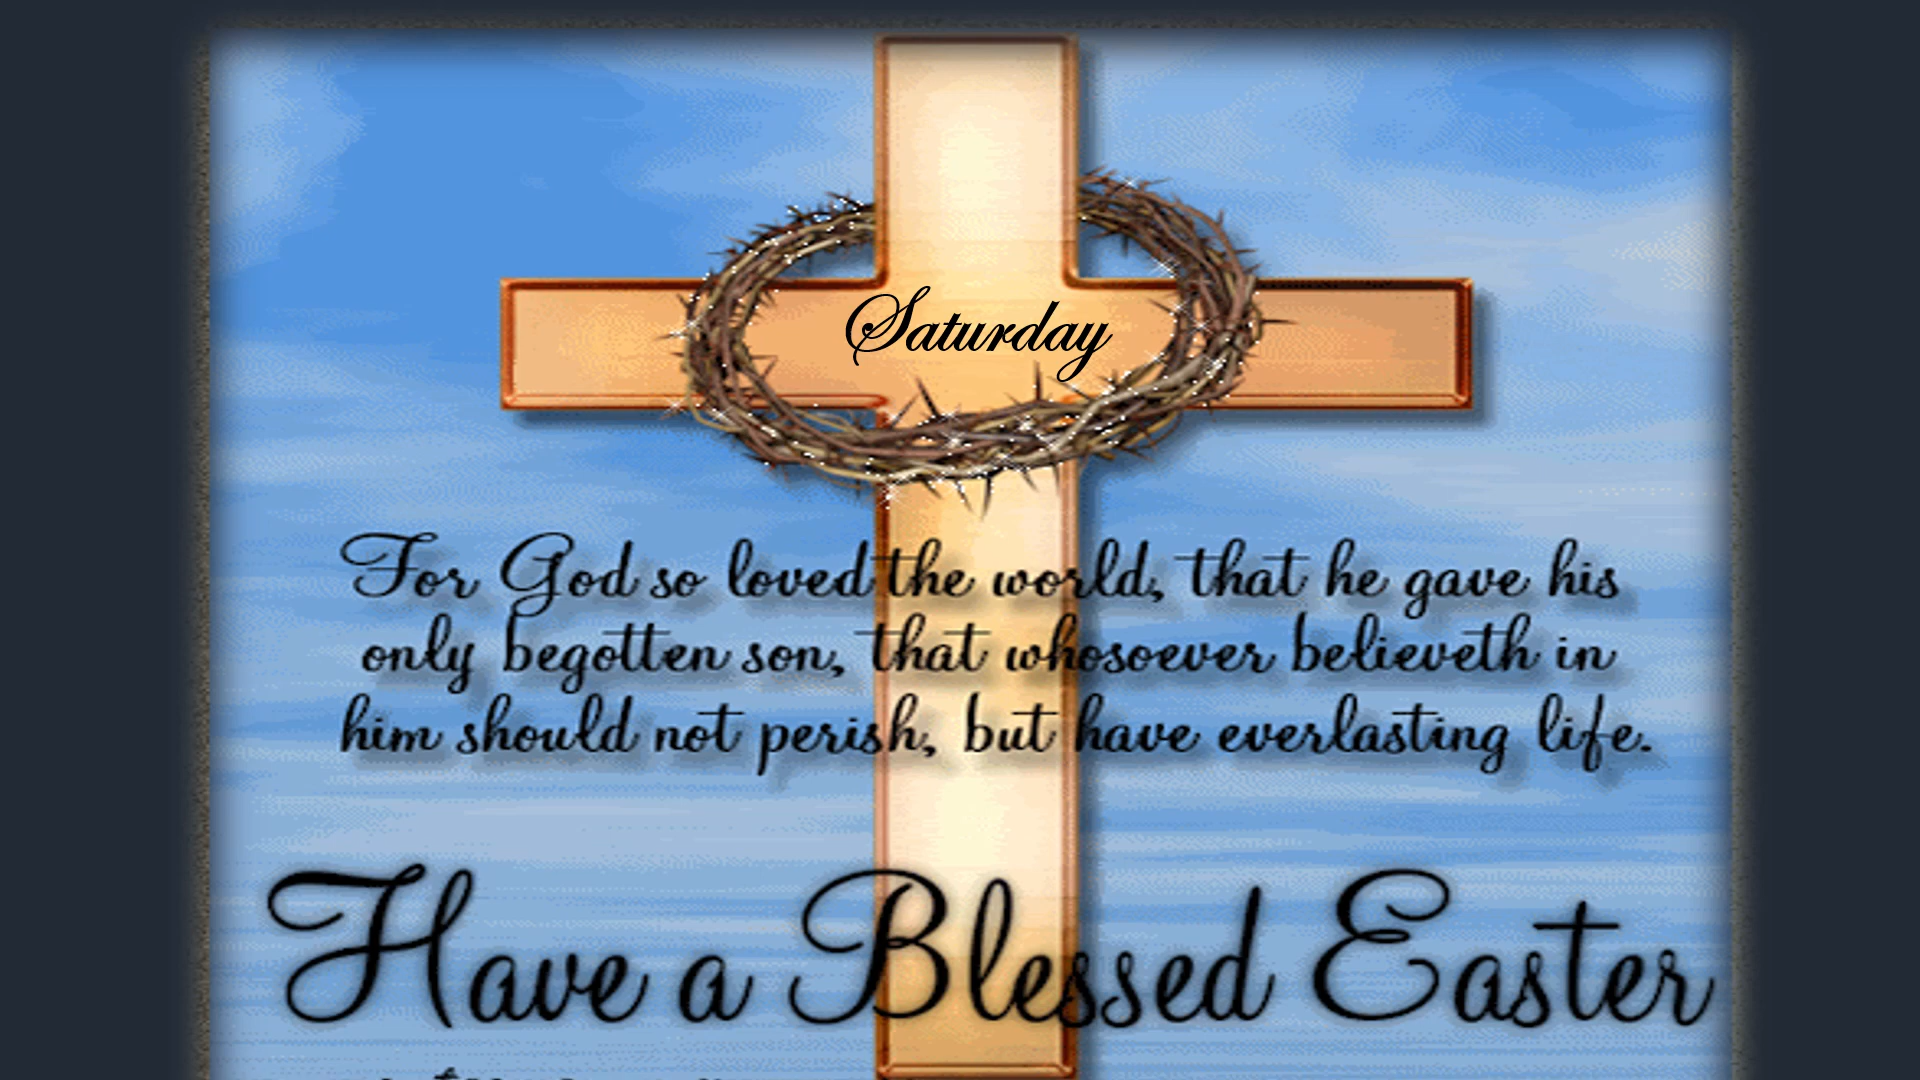 Saturday
For God so loved the world, that he gave his
only begotten son, that whosoever believeth in
him should not perish, but have everlasting life.
Have a Blessed Easter